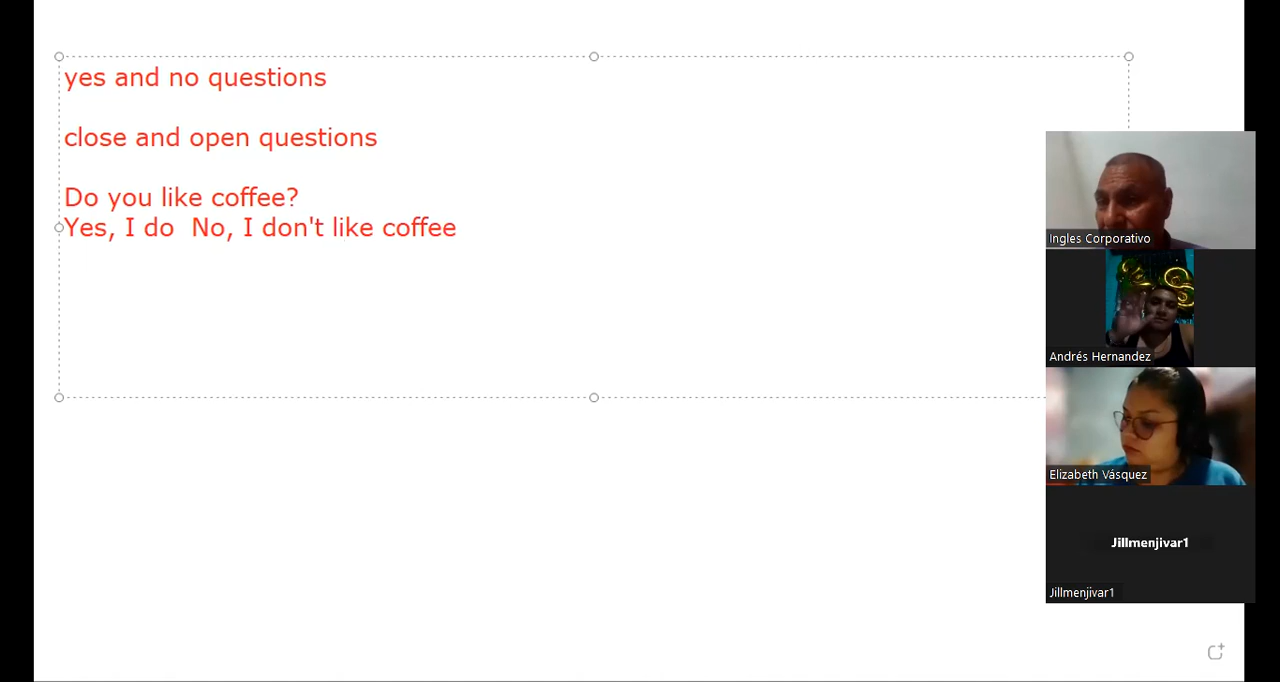 yes and no questions
close and open questions
Do you like coffee?
Yes, I do  No, I don't like coffee
Ingles Corporativo
Andrés Hernandez
Elizabeth Vásquez
Jillmenjivar1
Jillmenjivar1